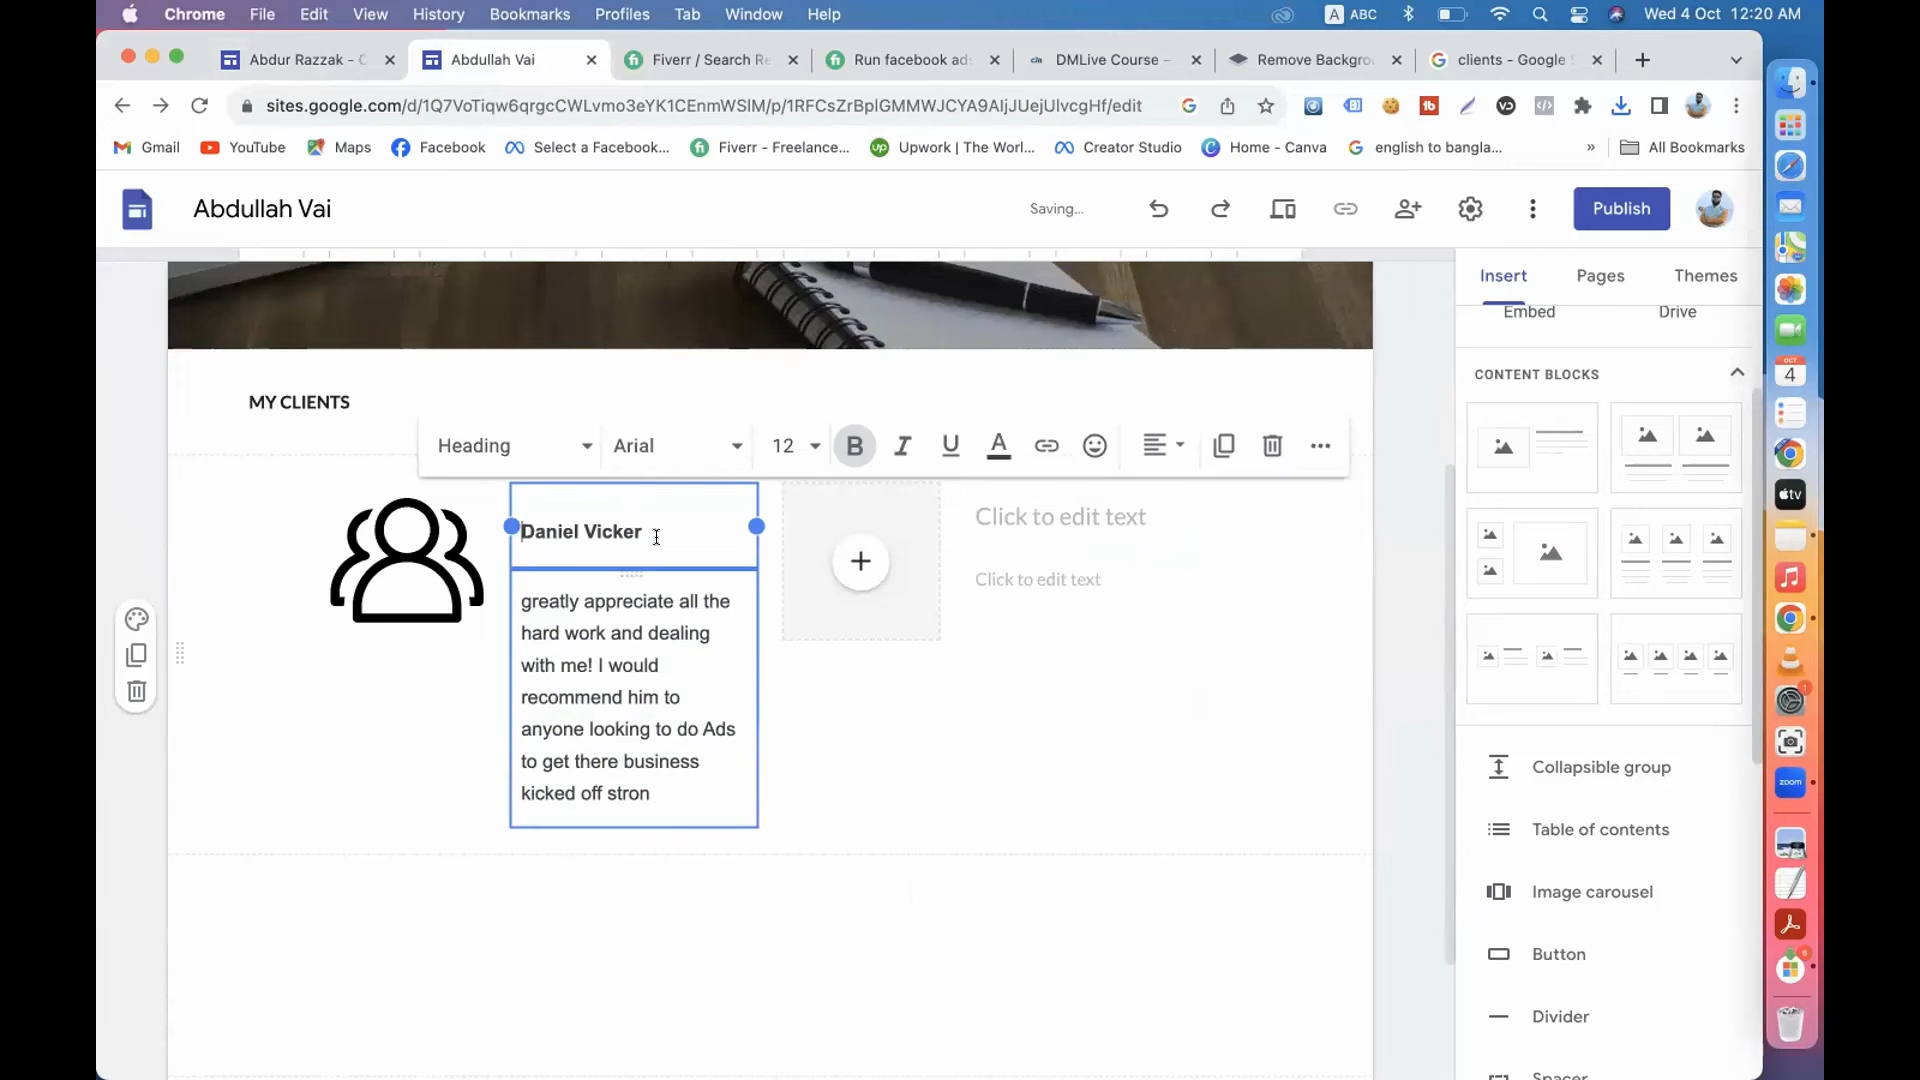 Chrome File Edit View History Bookmarks Profiles Tab Window Help A ABC Wed 4 Oct 12:20 AM
Abdur Razzak - Abdullah Vai Fiverr / Search Re Run facebook ads DMLive Course – Remove Backgrou clients - Google
sites.google.com/d/1Q7VoTiqw6qrgcCWLvmo3eYK1CEnmWSlM/p/1RFCsZrBplGMMWJCYA9AljJUejUlvcgHf/edit
Gmail YouTube Maps Facebook Select a Facebook... Fiverr - Freelance... Upwork | The Worl... Creator Studio Home - Canva english to bangla... » All Bookmarks
Abdullah Vai Saving... Publish
Insert Pages Themes
Embed Drive
CONTENT BLOCKS
MY CLIENTS
Heading Arial 12 B I U A
Daniel Vicker
greatly appreciate all the
hard work and dealing
with me! I would
recommend him to
anyone looking to do Ads
to get there business
kicked off stron
Click to edit text
Click to edit text
Collapsible group
Table of contents
Image carousel
Button
Divider
Spacer
OCT
4
tv
zoom